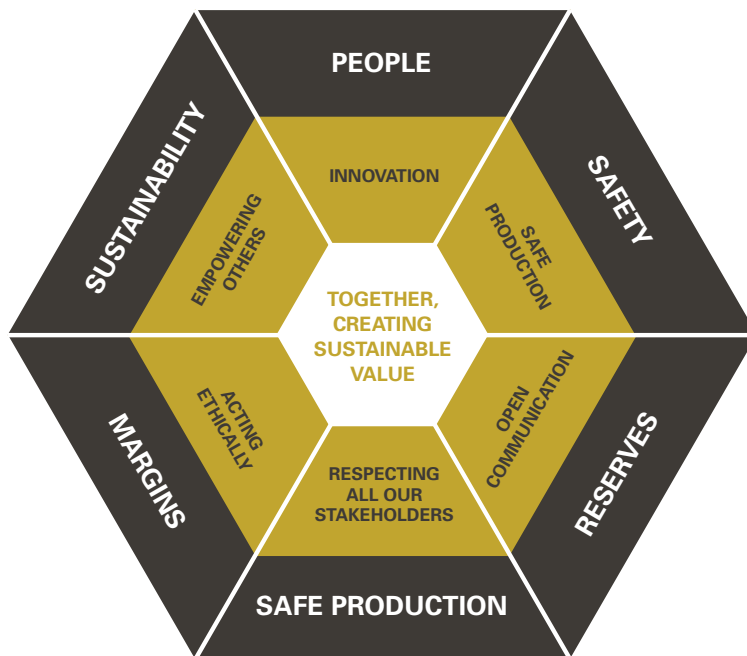 PEOPLE
SAFETY
RESERVES
SAFE PRODUCTION
MARGINS
SUSTAINABILITY
INNOVATION
SAFE
PRODUCTION
OPEN
COMMUNICATION
RESPECTING
ALL OUR
STAKEHOLDERS
ACTING
ETHICALLY
EMPOWERING
OTHERS
TOGETHER,
CREATING
SUSTAINABLE
VALUE